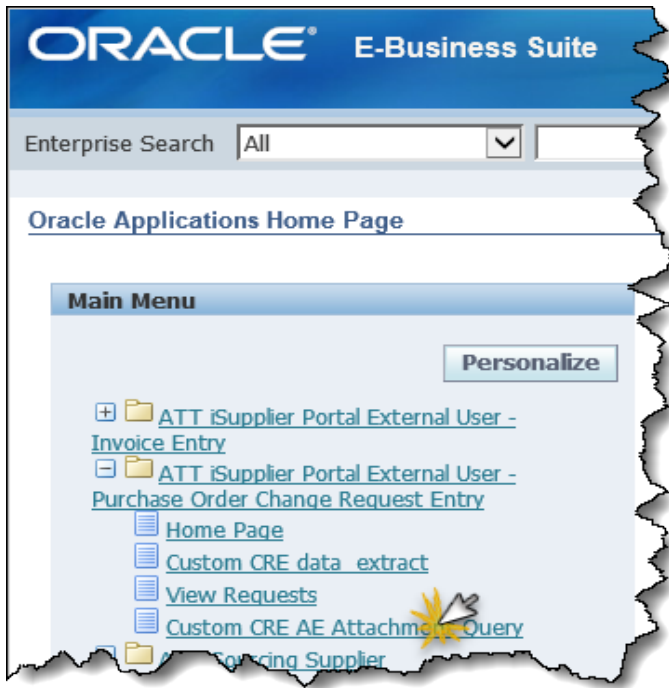 ORACLE® E-Business Suite
Enterprise Search All
Oracle Applications Home Page
Main Menu
Personalize
ATT iSupplier Portal External User -
Invoice Entry
ATT iSupplier Portal External User -
Purchase Order Change Request Entry
Home Page
Custom CRE data extract
View Requests
Custom CRE AE Attachment Query
Sourcing Supplier